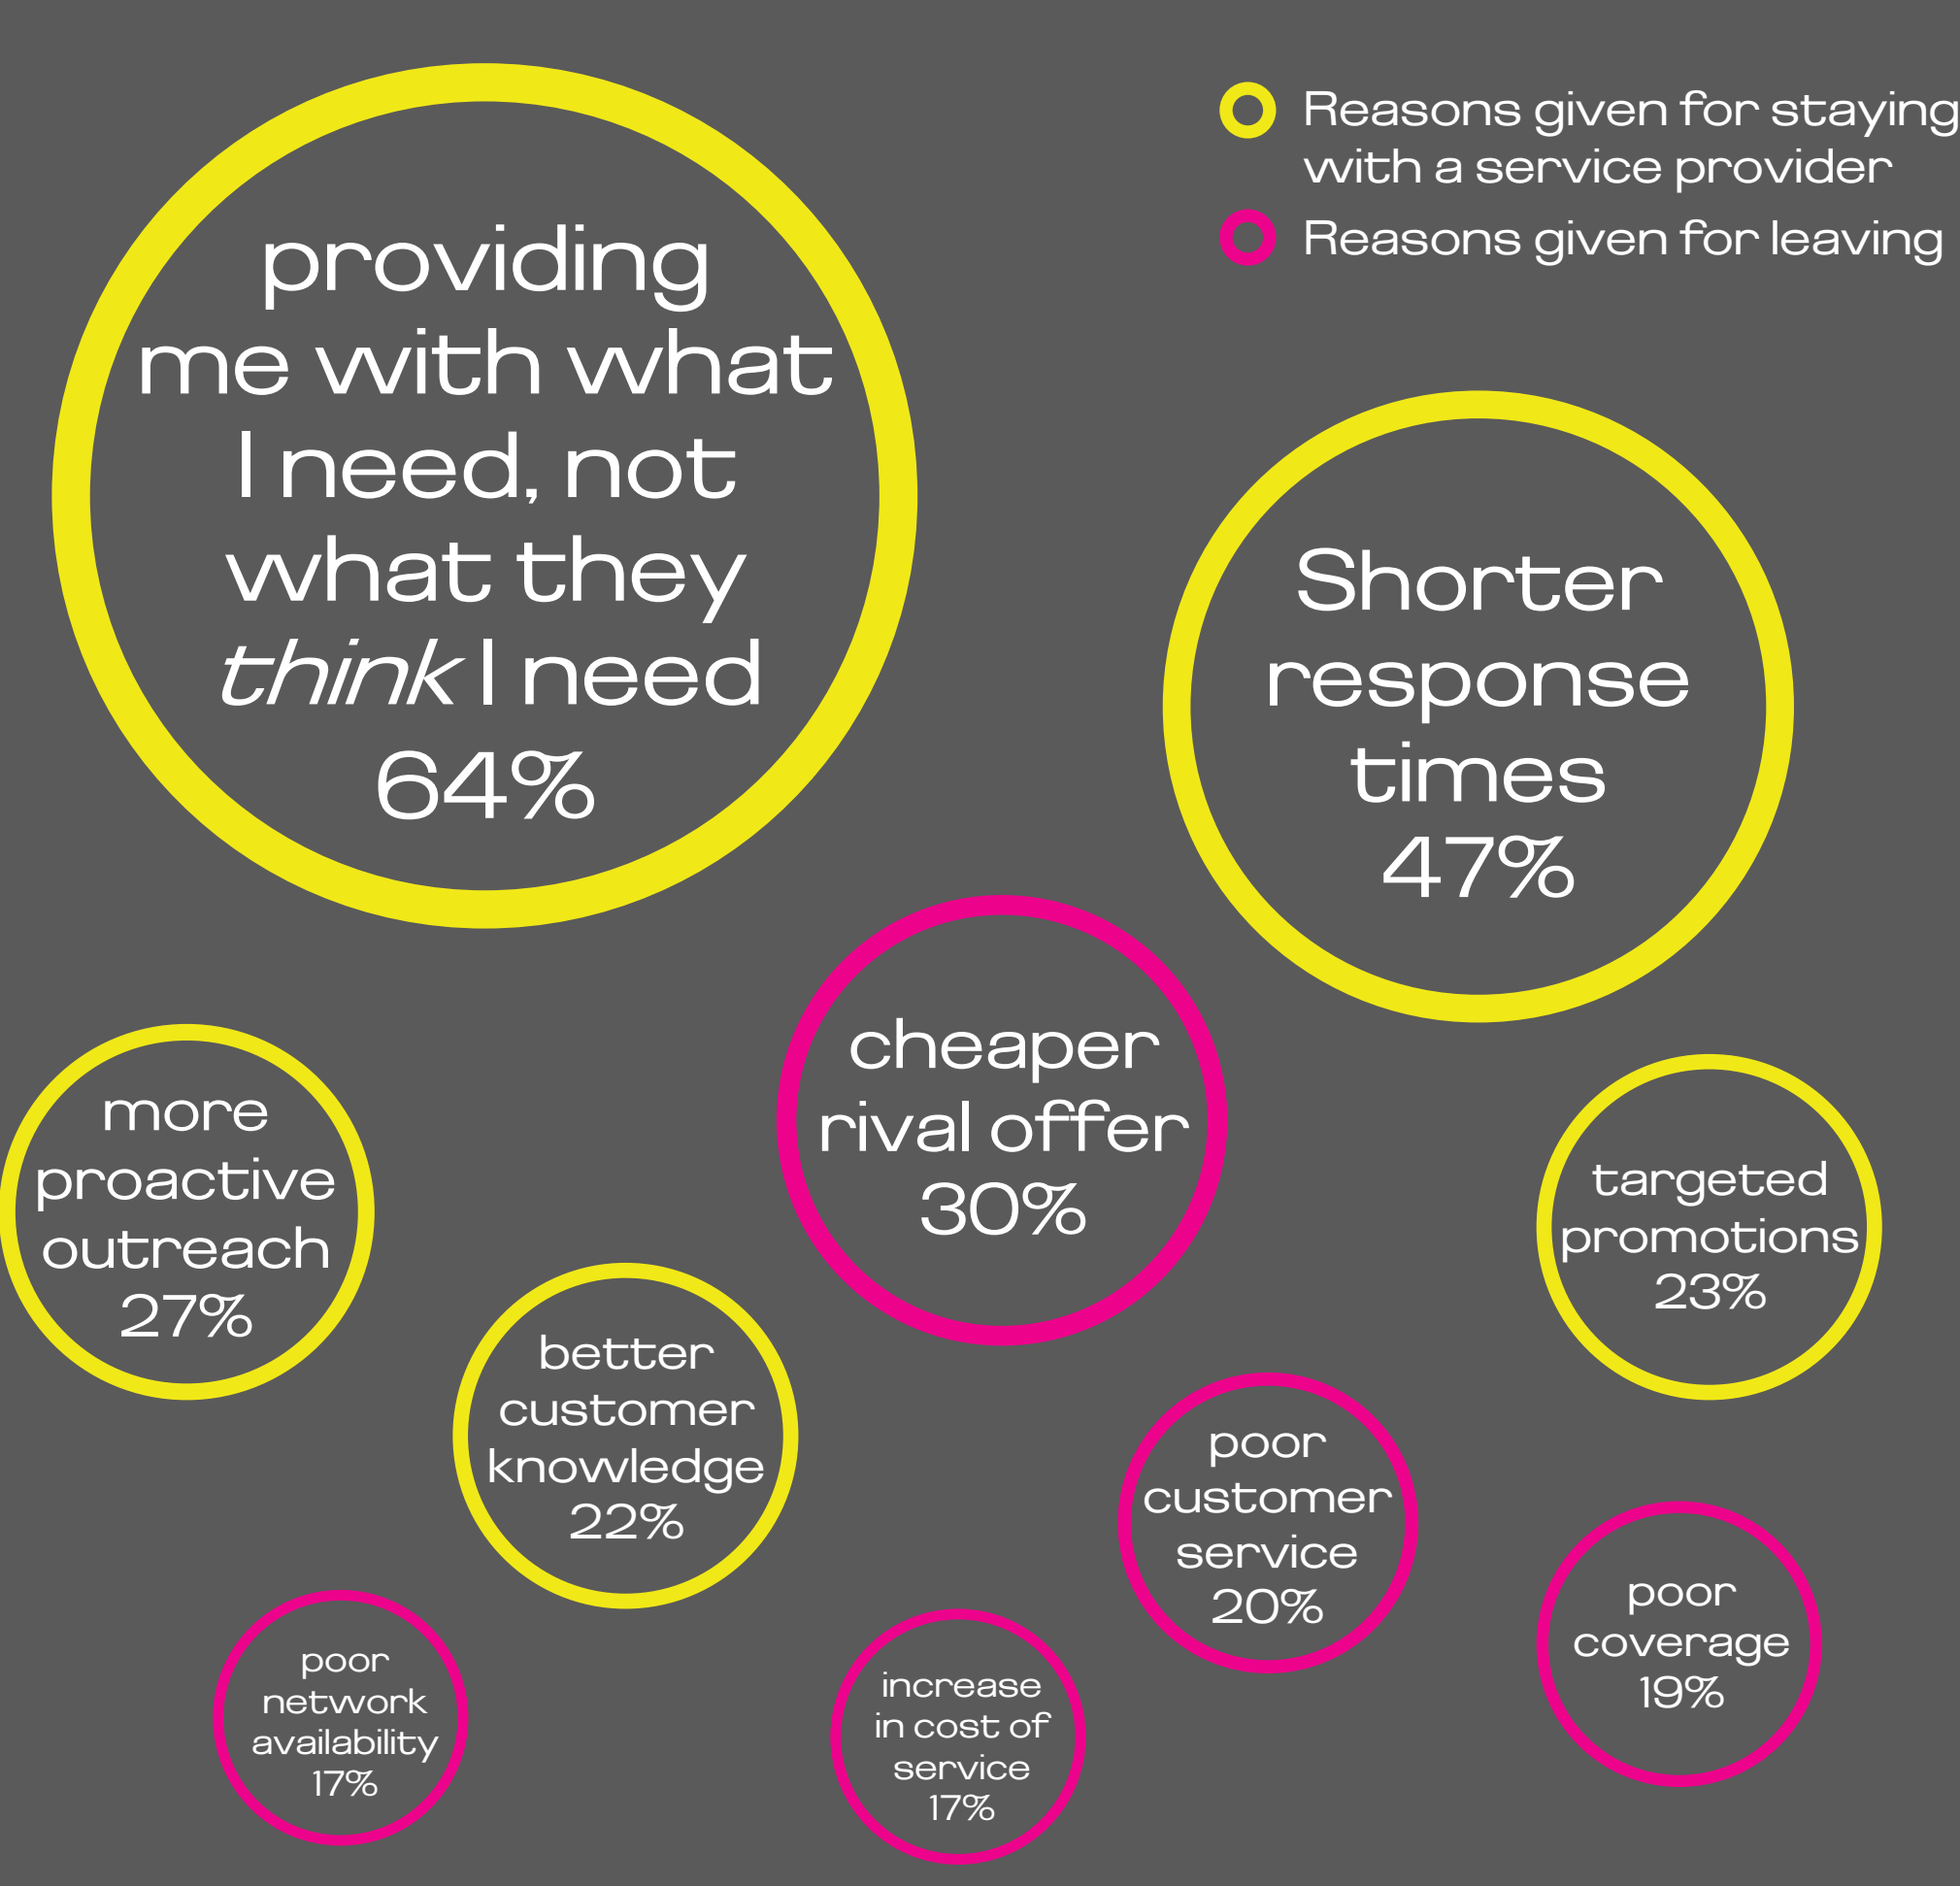 Reasons given for staying
with a service provider
Reasons given for leaving
providing
me with what
I need, not
what they
think I need
64%
Shorter
response
times
47%
cheaper
rival offer
30%
more
proactive
outreach
27%
targeted
promotions
23%
better
customer
knowledge
22%
poor
customer
service
20%
poor
coverage
19%
poor
network
availability
17%
increase
in cost of
service
17%